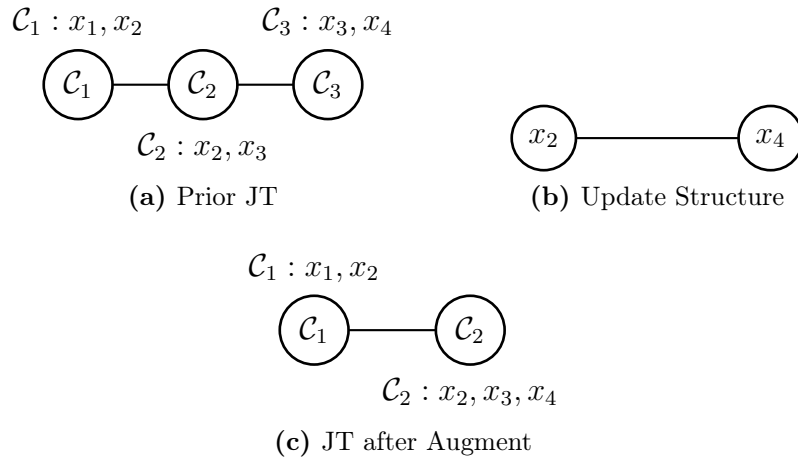 C₁ : x₁, x₂
C₃ : x₃, x₄
C₁
C₂
C₃
C₂ : x₂, x₃
(a) Prior JT
x₂
x₄
(b) Update Structure
C₁ : x₁, x₂
C₁
C₂
C₂ : x₂, x₃, x₄
(c) JT after Augment